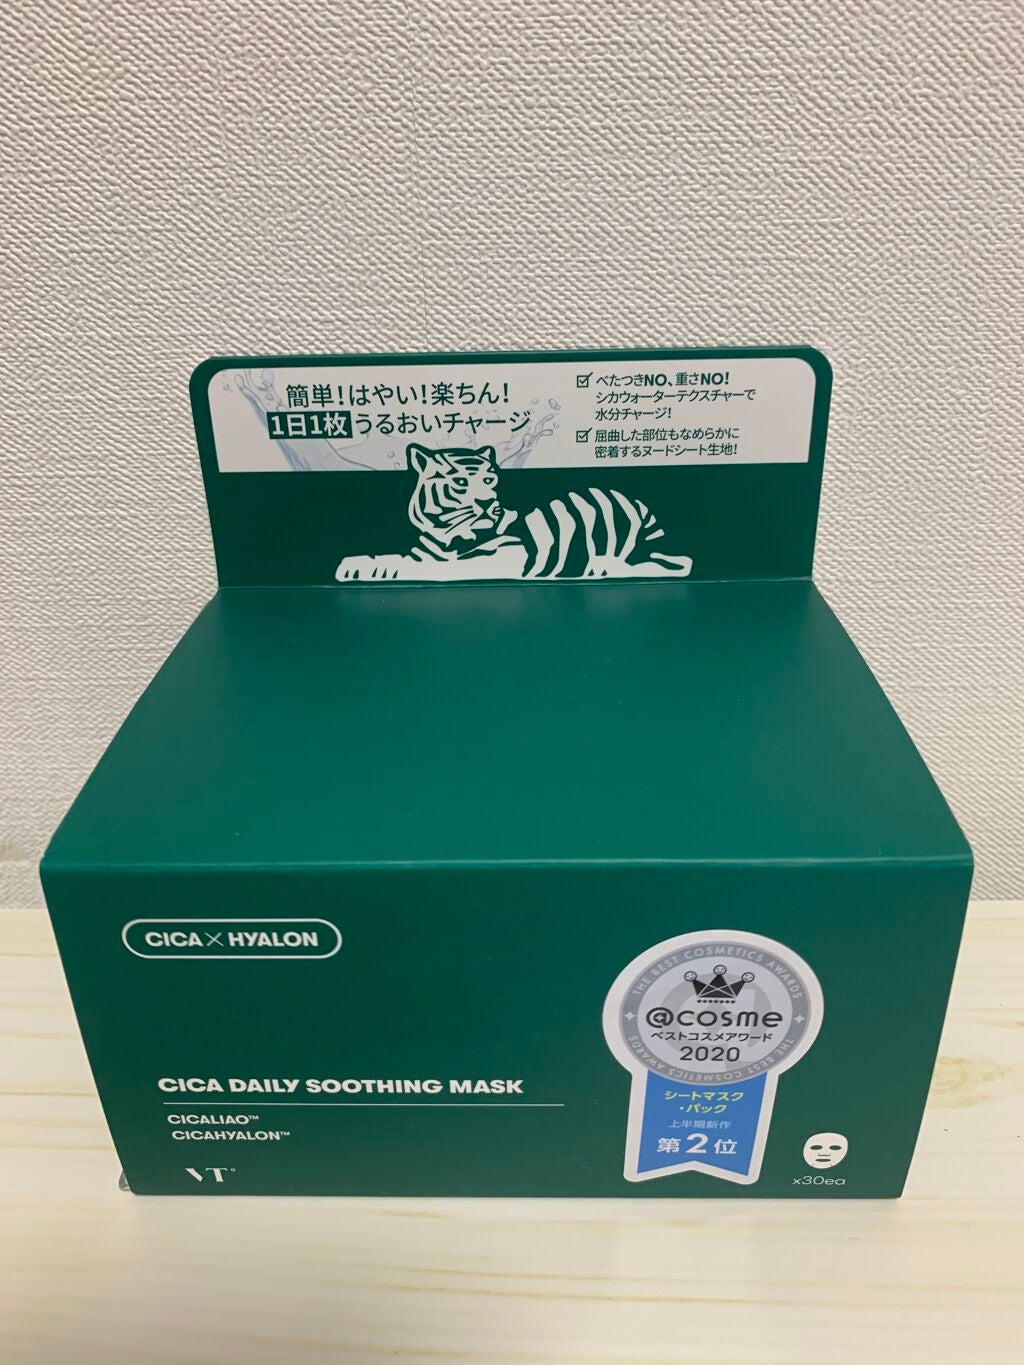 簡単!はやい!楽ちん!
1日1枚 うるおいチャージ
べたつきNO、重さNO!
シカウォーターテクスチャーで
水分チャージ!
屈曲した部位もなめらかに
密着するヌードシート生地!
CICA×HYALON
CICA DAILY SOOTHING MASK
CICALIAO™
CICAHYALON™
VT
THE BEST COSMETICS AWARDS
@cosme
ベストコスメアワード
2020
THE BEST COSMETICS AWARDS
シートマスク
・パック
上半期新作
第2位
x30ea